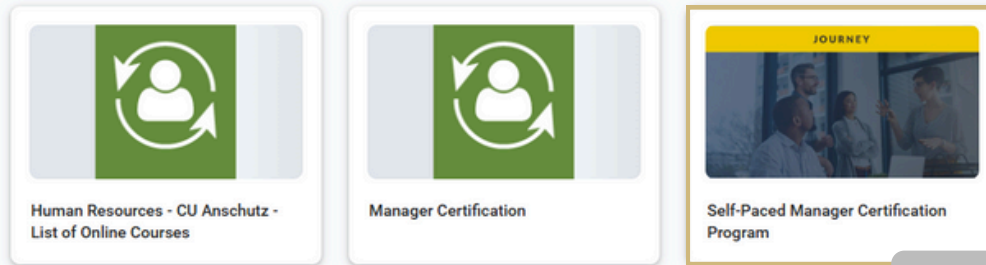 JOURNEY
Human Resources - CU Anschutz -
List of Online Courses
Manager Certification
Self-Paced Manager Certification
Program